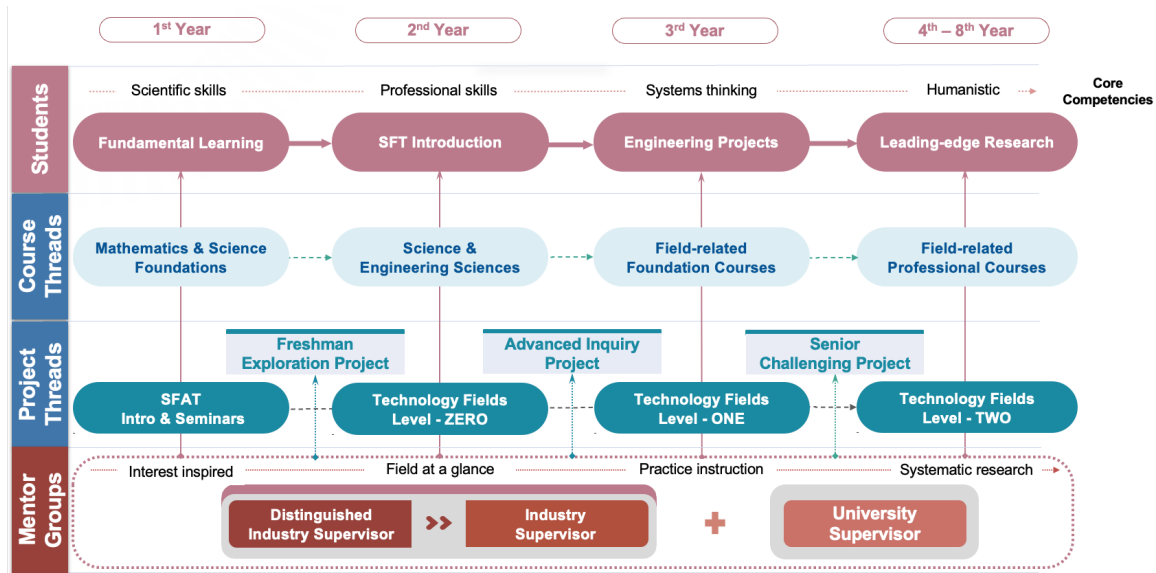 1st Year
2nd Year
3rd Year
4th – 8th Year
Students
Scientific skills
Professional skills
Systems thinking
Humanistic
Core
Competencies
Fundamental Learning
SFT Introduction
Engineering Projects
Leading-edge Research
Course
Threads
Mathematics & Science
Foundations
Science &
Engineering Sciences
Field-related
Foundation Courses
Field-related
Professional Courses
Project
Threads
Freshman
Exploration Project
Advanced Inquiry
Project
Senior
Challenging Project
SFAT
Intro & Seminars
Technology Fields
Level - ZERO
Technology Fields
Level - ONE
Technology Fields
Level - TWO
Mentor
Groups
Interest inspired
Field at a glance
Practice instruction
Systematic research
Distinguished
Industry Supervisor
Industry
Supervisor
+
University
Supervisor